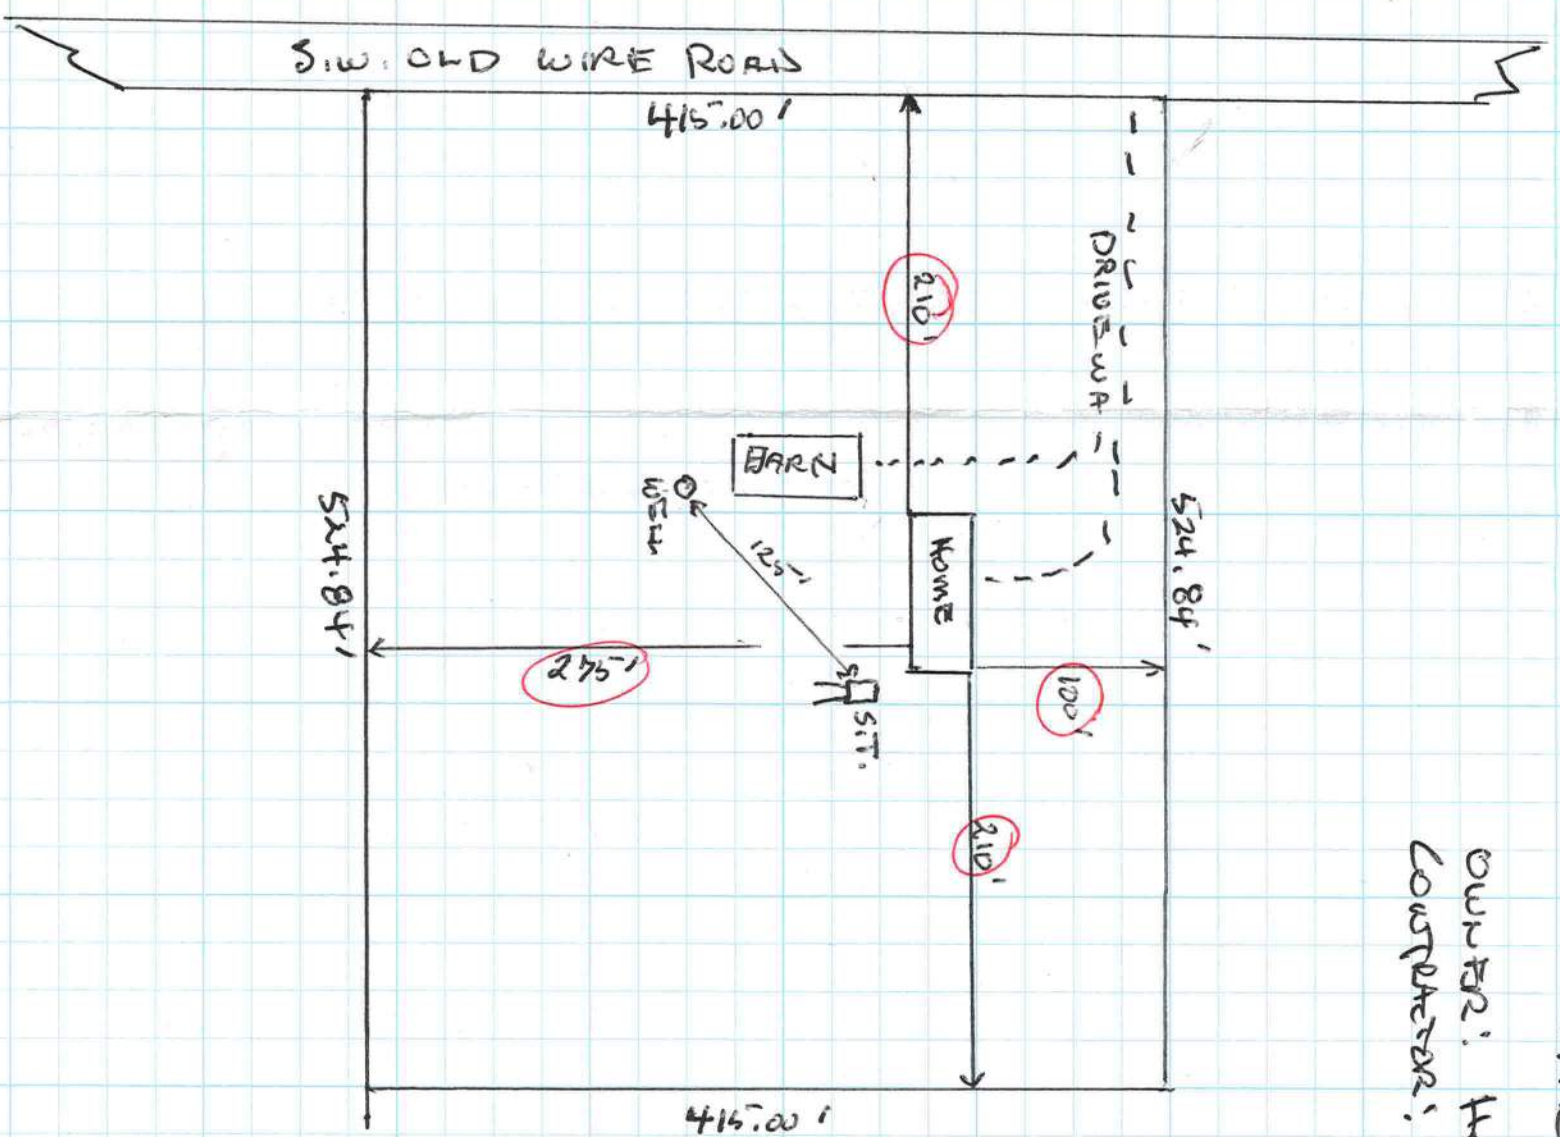 S.W. OLD WIRE ROAD
415.00'
210'
DRIVEWA
BARN
WELL
125'
HOME
524.84'
524.84'
275'
100'
S.T.
210'
OWNER: H
CONTRACTOR:
415.00'